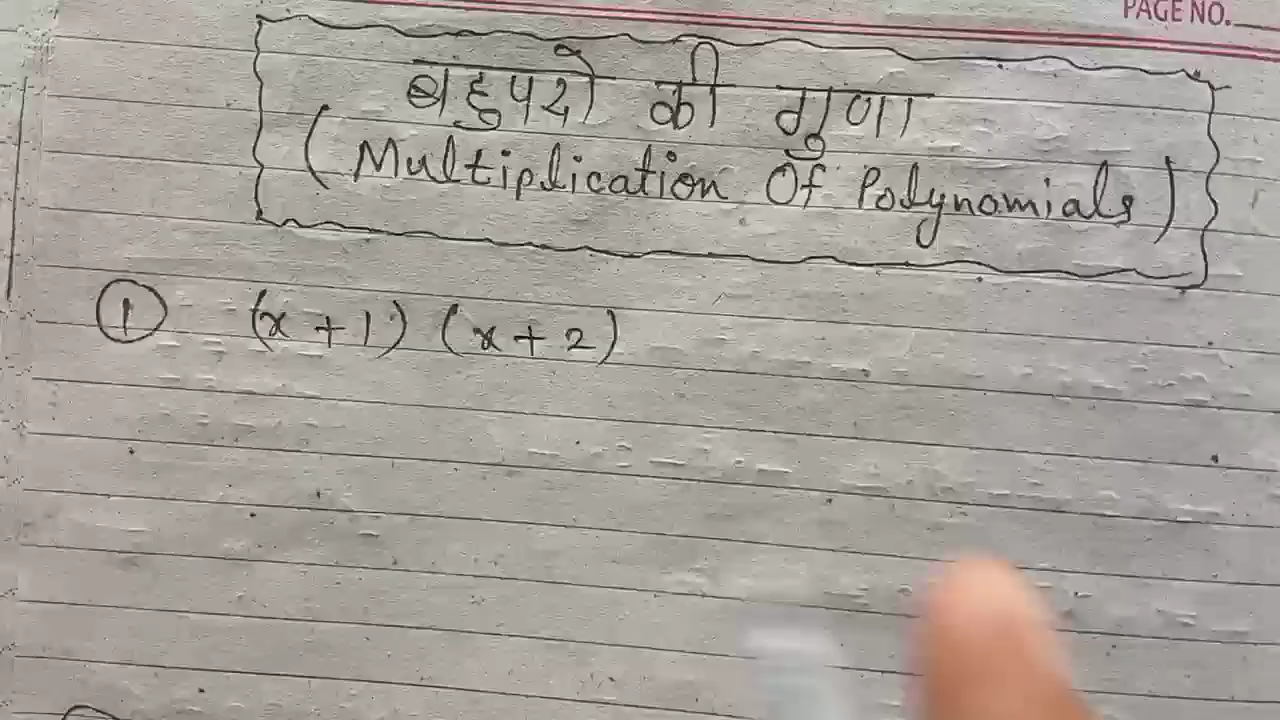 PAGE NO.
बहुपदो की गुणा
(Multiplication Of Polynomials)
① (x + 1) (x + 2)